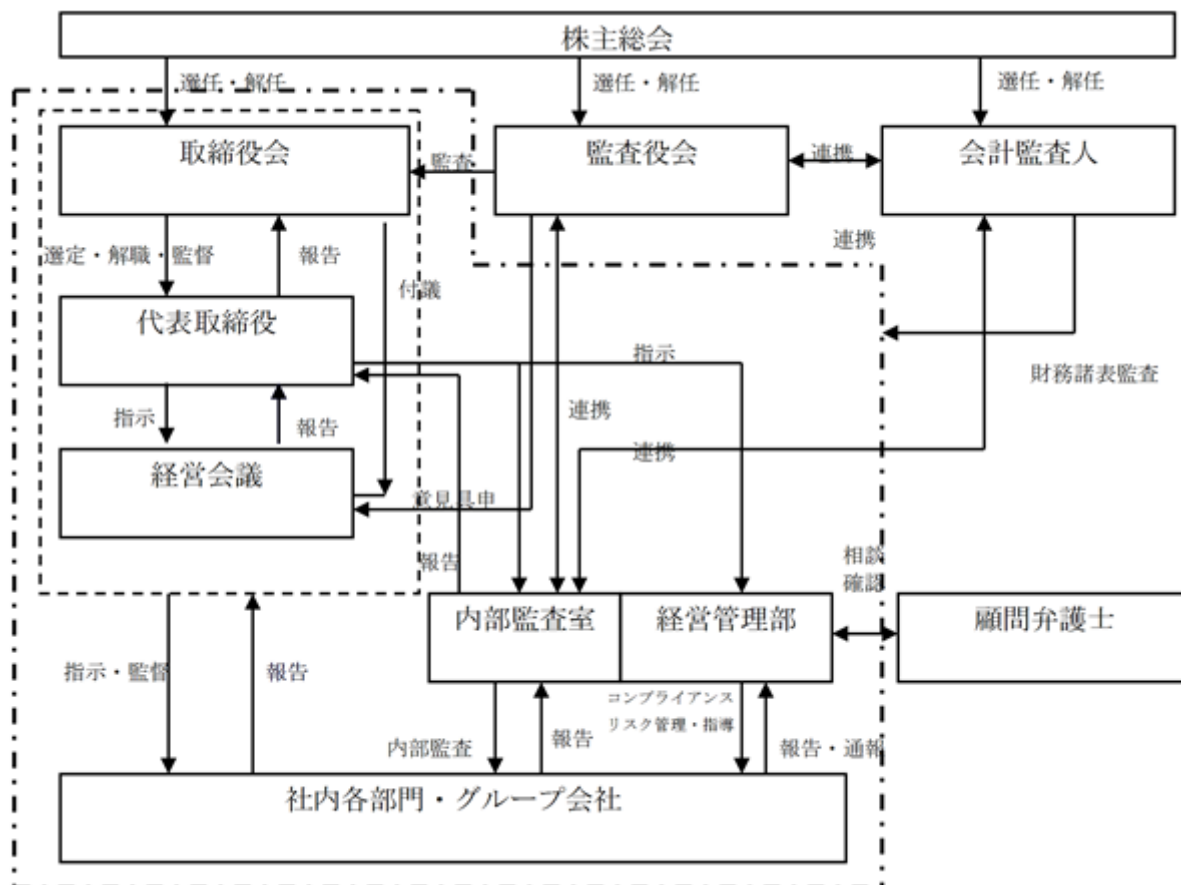 株主総会
選任・解任
選任・解任
選任・解任
取締役会
監査
監査役会
連携
会計監査人
選定・解職・監督
報告
付議
連携
代表取締役
指示
財務諸表監査
指示
報告
連携
連携
経営会議
意見具申
報告
相談
確認
内部監査室
経営管理部
顧問弁護士
指示・監督
報告
コンプライアンス
リスク管理・指導
内部監査
報告
報告・通報
社内各部門・グループ会社